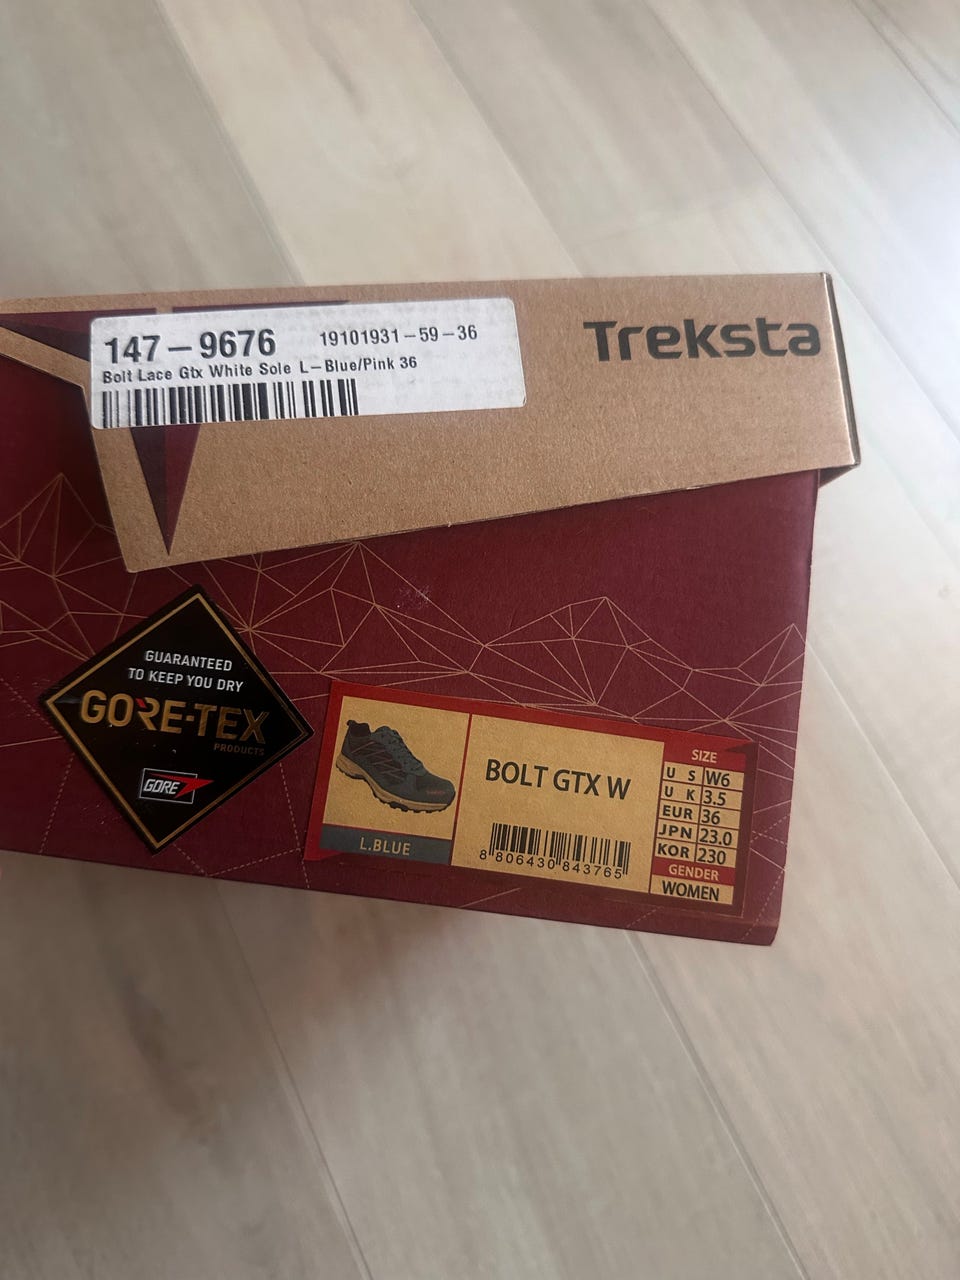 147-9676 19101931-59-36
Bolt Lace Gtx White Sole L-Blue/Pink 36
Treksta
GUARANTEED
TO KEEP YOU DRY
GORE-TEX
PRODUCTS
GORE
L.BLUE
BOLT GTX W
8 806430 843765
SIZE
U S W6
U K 3.5
EUR 36
JPN 23.0
KOR 230
GENDER
WOMEN